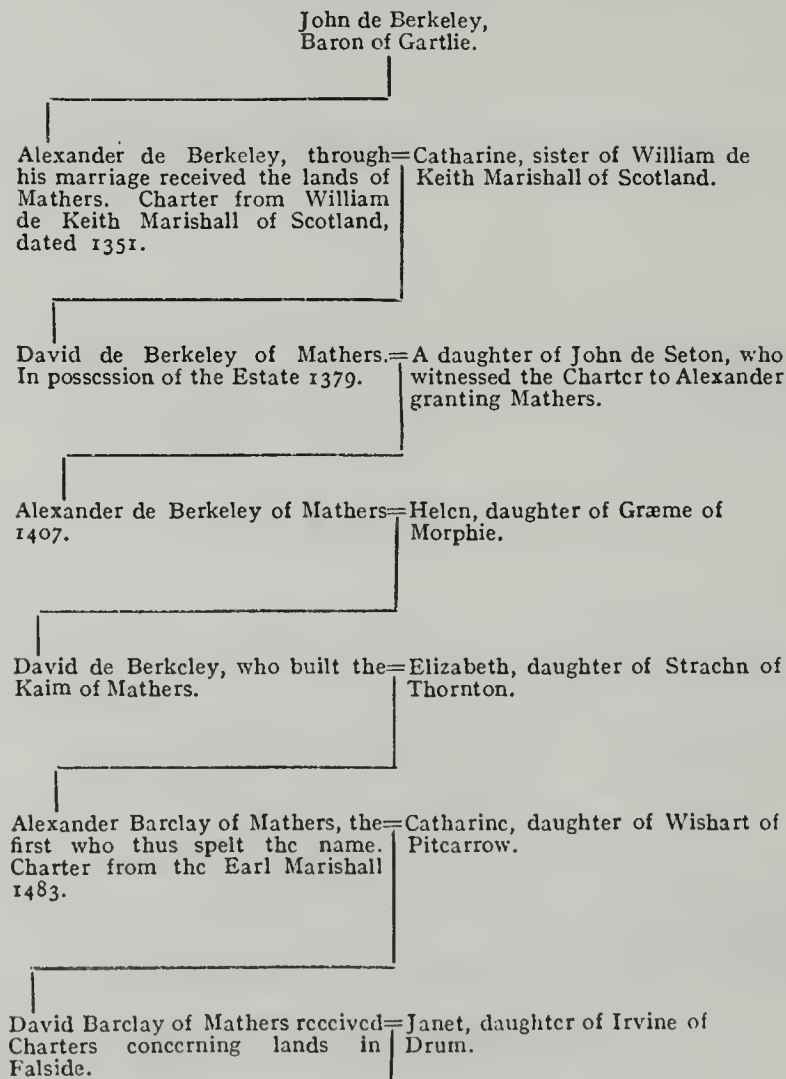 John de Berkeley,
Baron of Gartlie.
Alexander de Berkeley, through=Catharine, sister of William de
his marriage received the lands of Keith Marishall of Scotland.
Mathers. Charter from William
de Keith Marishall of Scotland,
dated 1351.
David de Berkeley of Mathers.=A daughter of John de Seton, who
In possession of the Estate 1379. witnessed the Charter to Alexander
granting Mathers.
Alexander de Berkeley of Mathers=Helen, daughter of Græme of
1407. Morphie.
David de Berkeley, who built the=Elizabeth, daughter of Strachn of
Kaim of Mathers. Thornton.
Alexander Barclay of Mathers, the=Catharine, daughter of Wishart of
first who thus spelt the name. Pitcarrow.
Charter from the Earl Marishall
1483.
David Barclay of Mathers received=Janet, daughter of Irvine of
Charters concerning lands in Drum.
Falside.